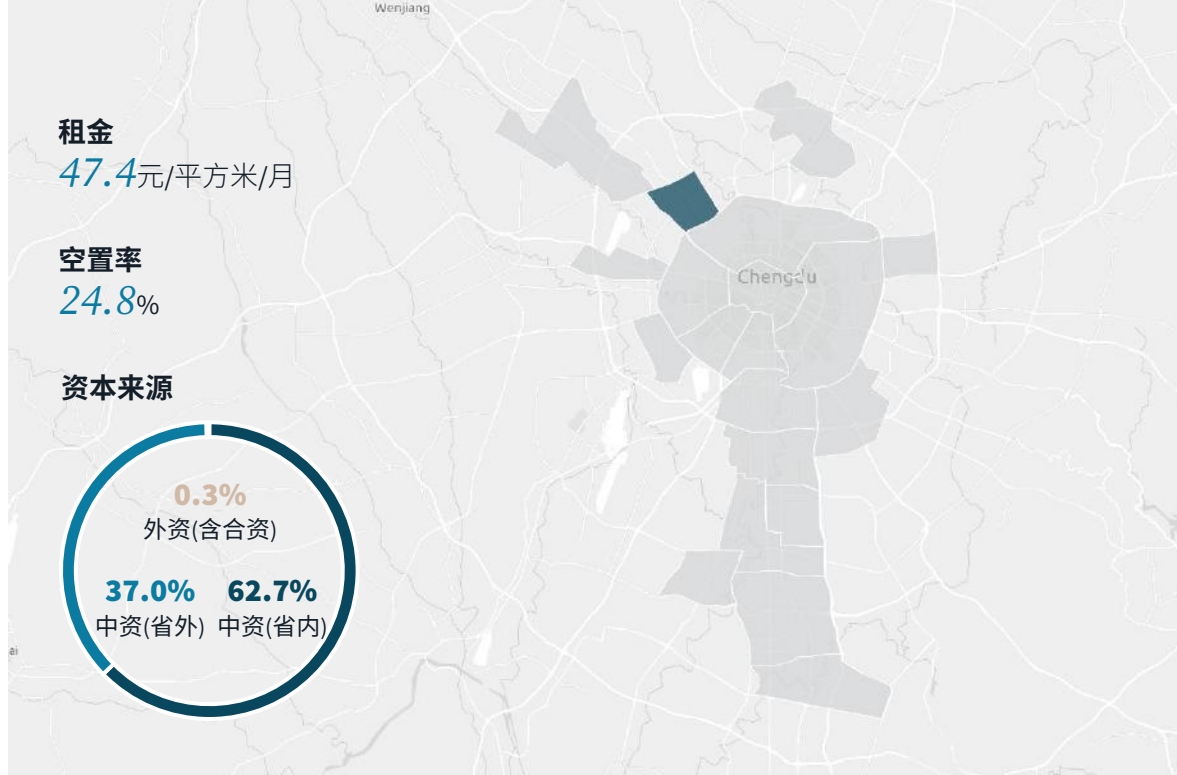 Wenjiang
租金
47.4元/平方米/月
空置率
24.8%
Chengdu
资本来源
0.3%
外资(含合资)
37.0% 62.7%
中资(省外) 中资(省内)
ai